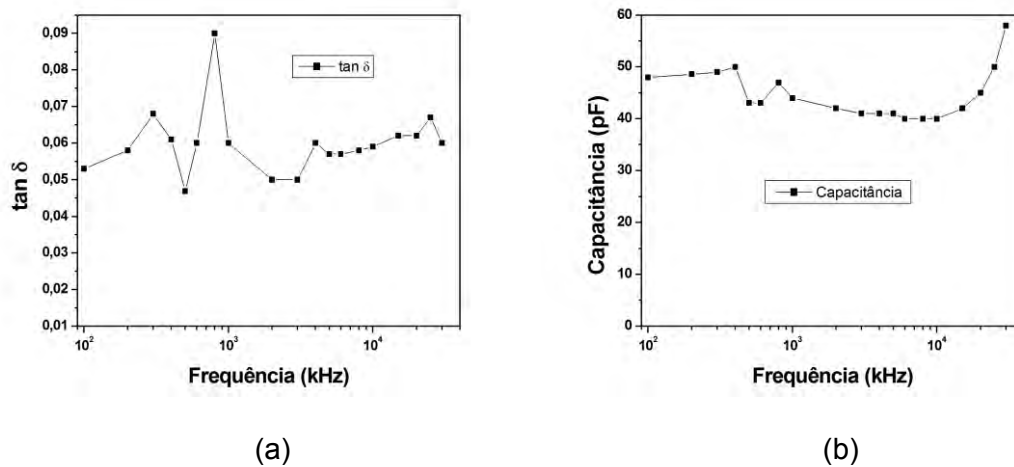 0,09
0,08
0,07
0,06
0,05
0,04
0,03
0,02
0,01
tan δ
tan δ
10²
10³
10⁴
Frequência (kHz)
(a)
60
50
40
30
20
10
0
Capacitância (pF)
Capacitância
10²
10³
10⁴
Frequência (kHz)
(b)